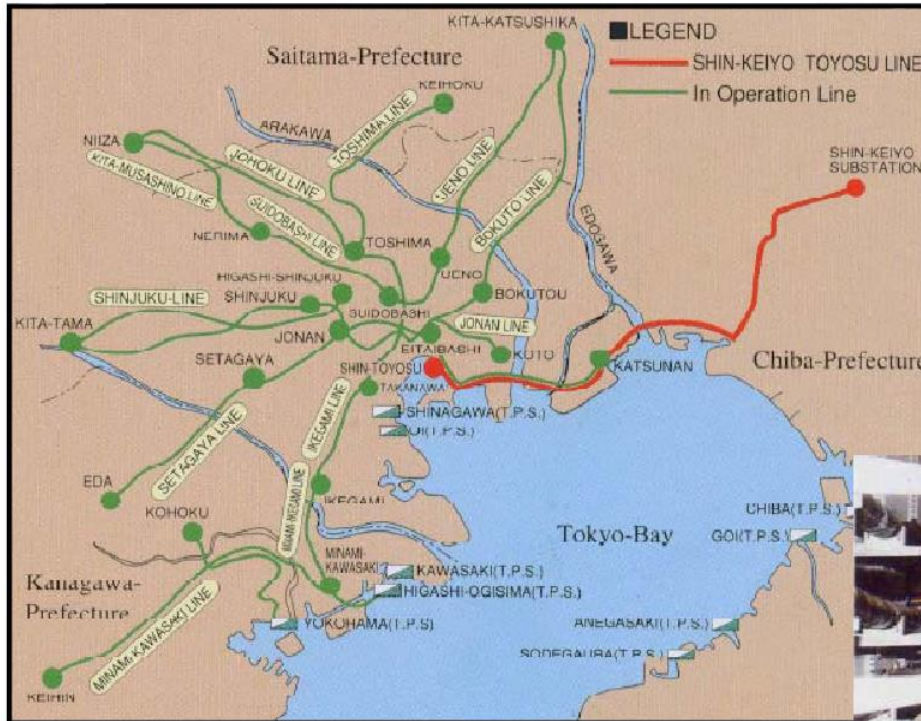 KITA-KATSUSHIKA
LEGEND
Saitama-Prefecture
SHIN-KEIYO TOYOSU LINE
KEIHOKU
In Operation Line
ARAKAWA
TOSHIMA LINE
NIIZA
JOHOKU LINE
UENO LINE
SHIN-KEIYO
SUBSTATION
KITA-MUSASHINO LINE
BOKUTO LINE
SUIDOBASHI LINE
EDOGAWA
NERIMA
TOSHIMA
UENO
HIGASHI-SHINJUKU
SHINJUKU-LINE
SHINJUKU
BOKUTOU
SUIDOBASHI
KITA-TAMA
JONAN
JONAN LINE
EITAIBASHI
KOTO
SETAGAYA
SHIN-TOYOSU
KATSUNAN
Chiba-Prefecture
TAKANAWA
SHINAGAWA(T.P.S.)
IKEGAMI LINE
OI(T.P.S.)
SETAGAYA LINE
EDA
IKEGAMI
KOHOKU
CHIBA(T.P.S.)
Tokyo-Bay
GOI(T.P.S.)
MINAMI-
KAWASAKI
KAWASAKI(T.P.S.)
Kanagawa-
Prefecture
HIGASHI-OGISIMA(T.P.S.)
MINAMI-KAWASAKI LINE
YOKOHAMA(T.P.S)
ANEGASAKI(T.P.S.)
SODEGAURA(T.P.S.)
KEIHIN